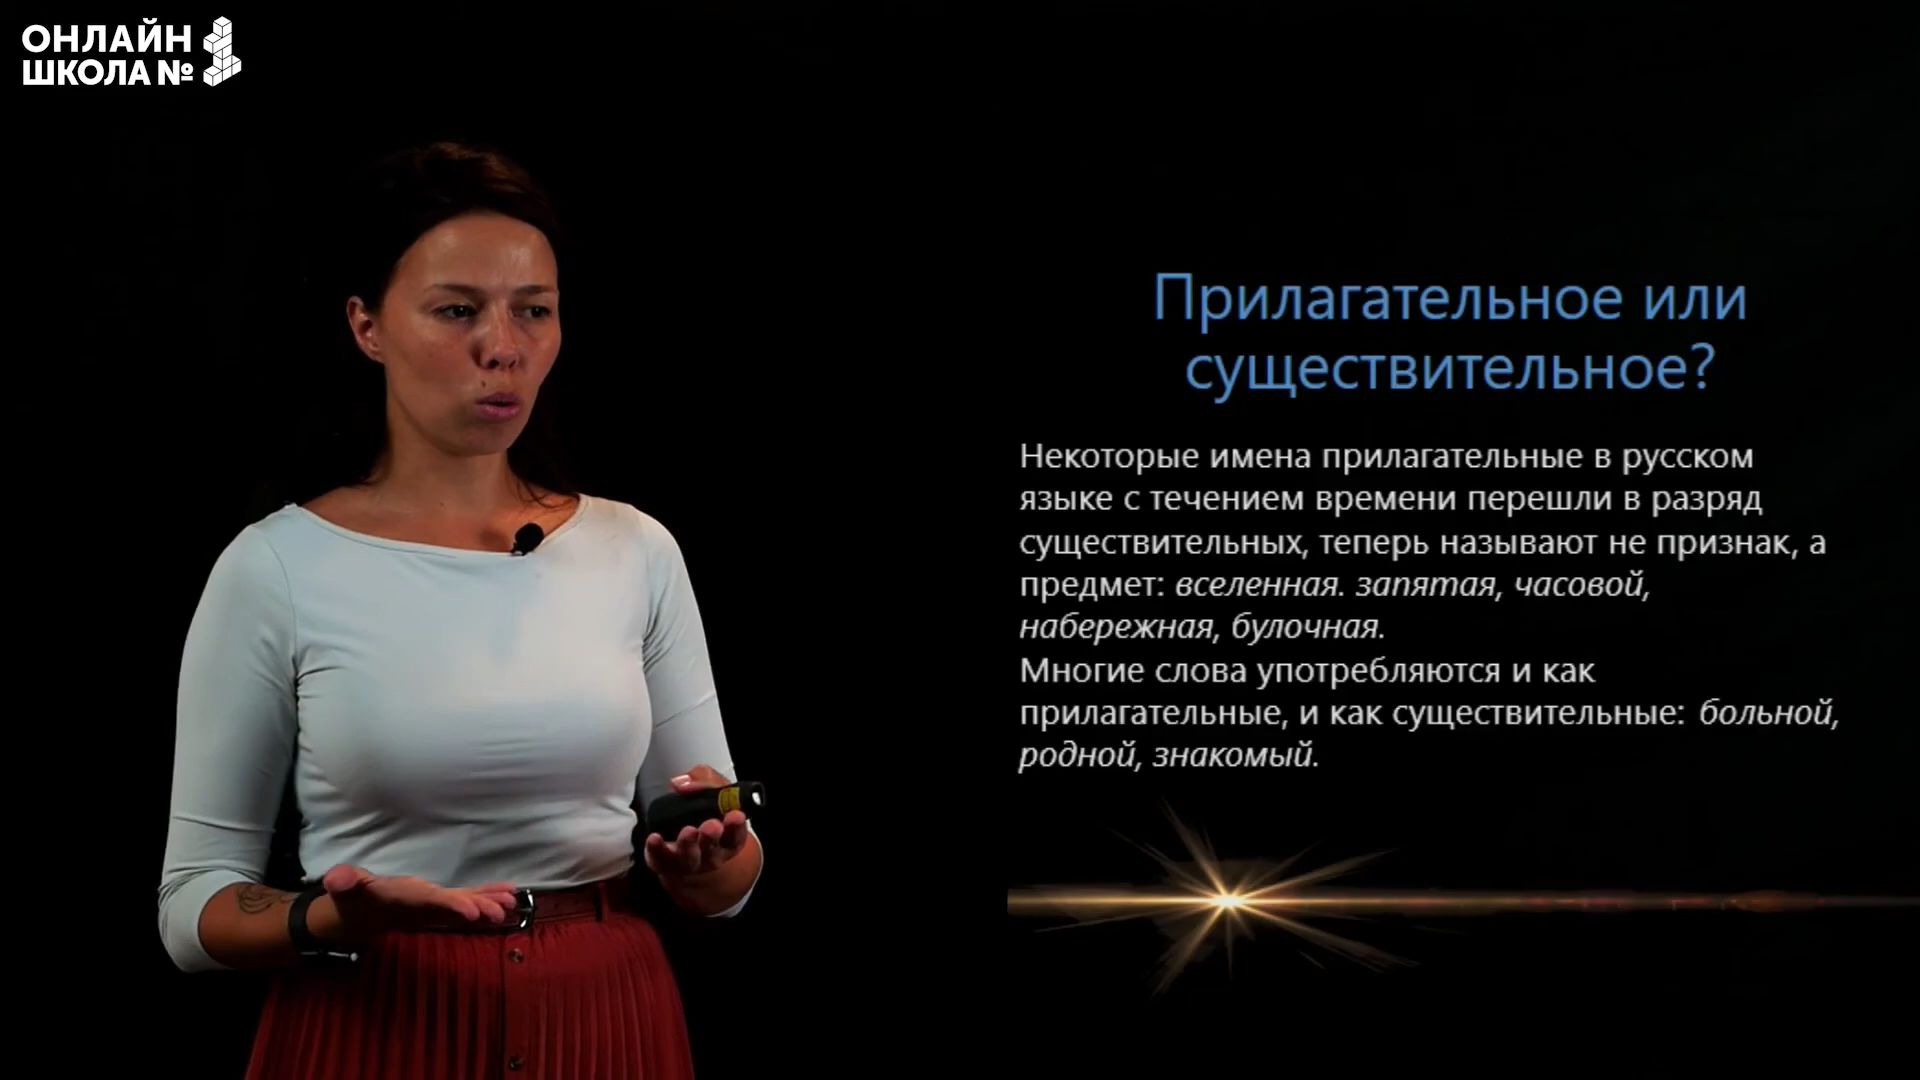 ОНЛАЙН
ШКОЛА №1
Прилагательное или
существительное?
Некоторые имена прилагательные в русском
языке с течением времени перешли в разряд
существительных, теперь называют не признак, а
предмет: вселенная. запятая, часовой,
набережная, булочная.
Многие слова употребляются и как
прилагательные, и как существительные: больной,
родной, знакомый.